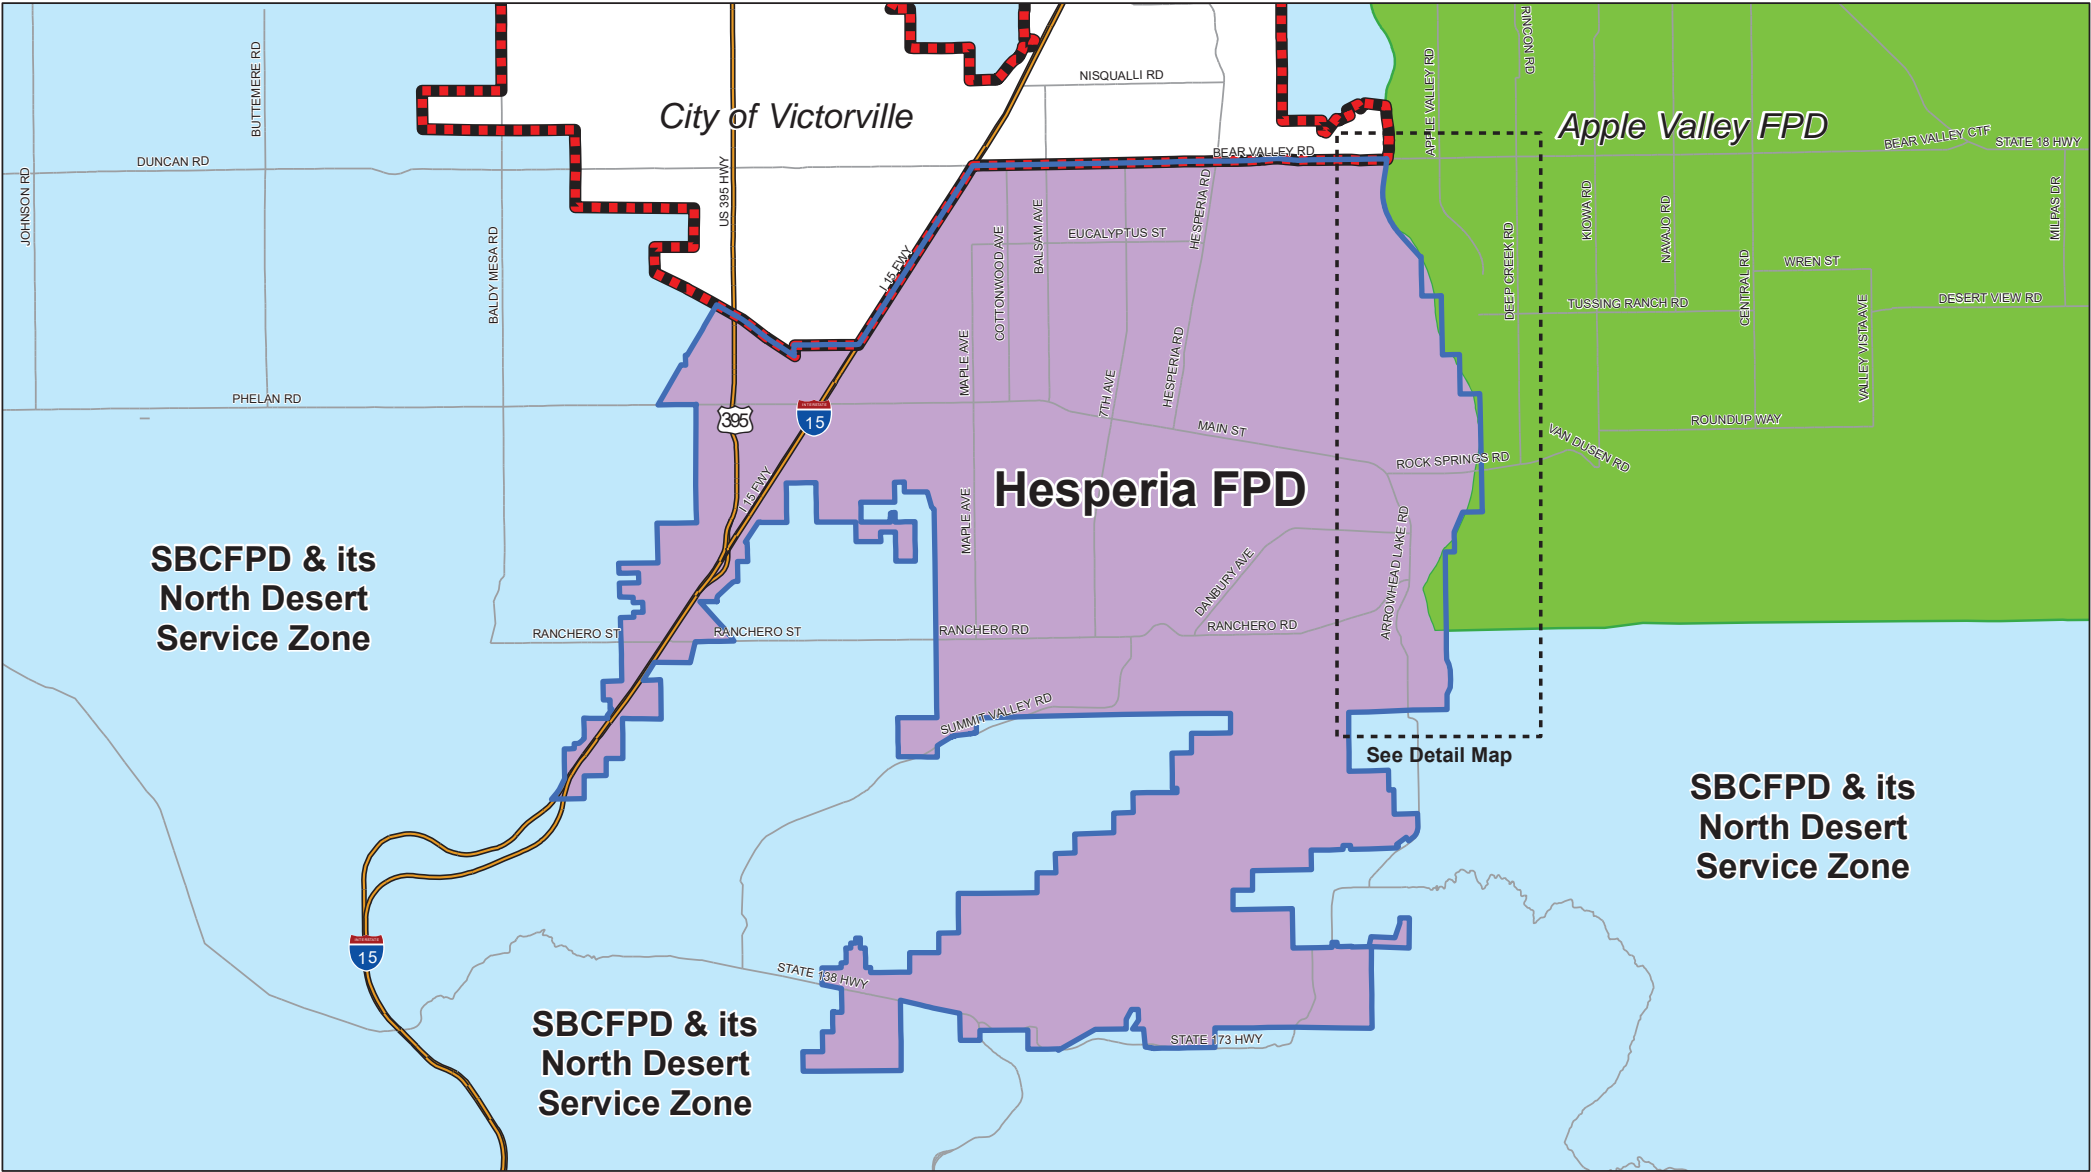 RINCON RD
NISQUALLI RD
City of Victorville
Apple Valley FPD
BUTTEMERE RD
APPLE VALLEY RD
BEAR VALLEY CTF
STATE 18 HWY
DUNCAN RD
BEAR VALLEY RD
JOHNSON RD
US 395 HWY
HESPERIA RD
KIOWA RD
NAVAJO RD
MILPAS DR
BALDY MESA RD
COTTONWOOD AVE
BALSAM AVE
EUCALYPTUS ST
DEEP CREEK RD
CENTRAL RD
WREN ST
I 15 FWY
TUSSING RANCH RD
DESERT VIEW RD
VALLEY VISTA AVE
MAPLE AVE
HESPERIA RD
7TH AVE
PHELAN RD
395
INTERSTATE
15
MAIN ST
ROUNDUP WAY
VAN DUSEN RD
ROCK SPRINGS RD
I 15 FWY
Hesperia FPD
MAPLE AVE
ARROWHEAD LAKE RD
DANBURY AVE
SBCFPD & its
North Desert
Service Zone
RANCHERO ST
RANCHERO ST
RANCHERO RD
RANCHERO RD
SUMMIT VALLEY RD
See Detail Map
SBCFPD & its
North Desert
Service Zone
INTERSTATE
15
STATE 138 HWY
STATE 173 HWY
SBCFPD & its
North Desert
Service Zone